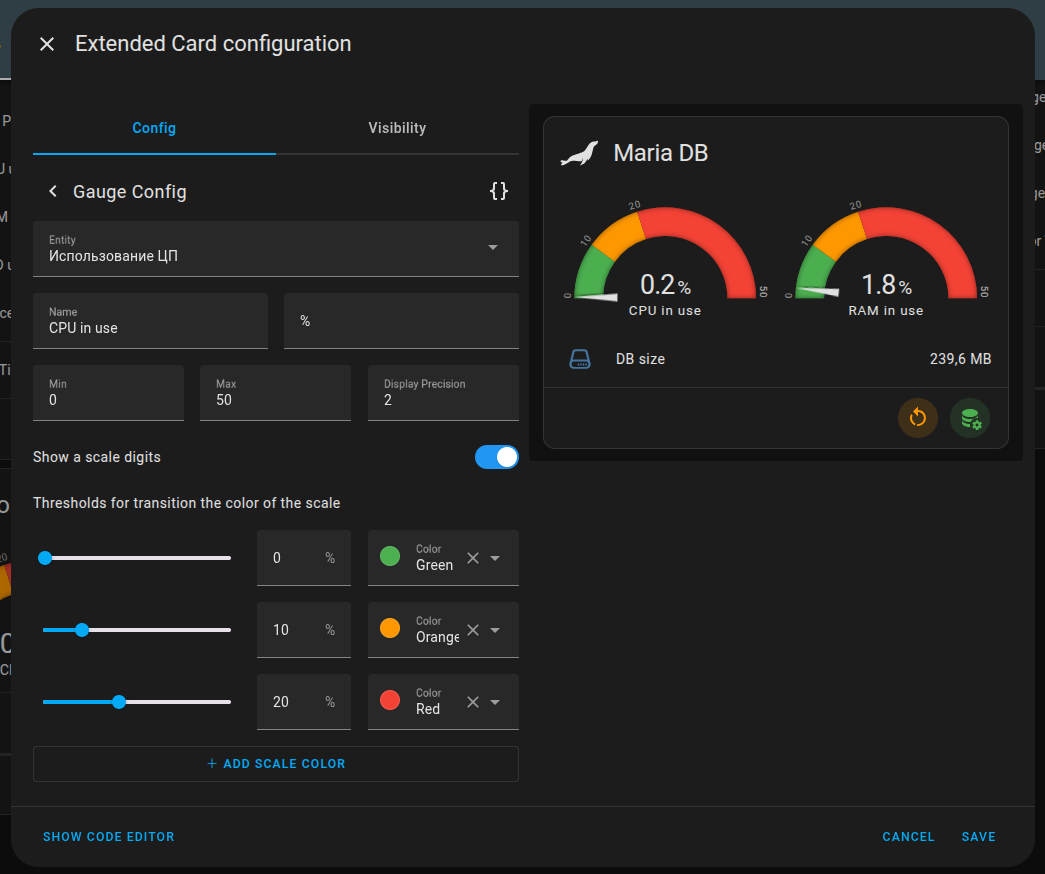 Extended Card configuration
Config
Visibility
Gauge Config
{}
Entity
Использование ЦП
Name
CPU in use
%
Min
0
Max
50
Display Precision
2
Show a scale digits
Thresholds for transition the color of the scale
0 %
Color
Green
10 %
Color
Orange
20 %
Color
Red
+ ADD SCALE COLOR
Maria DB
0
10
20
50
0.2%
CPU in use
0
10
20
50
1.8%
RAM in use
DB size
239,6 MB
SHOW CODE EDITOR
CANCEL
SAVE